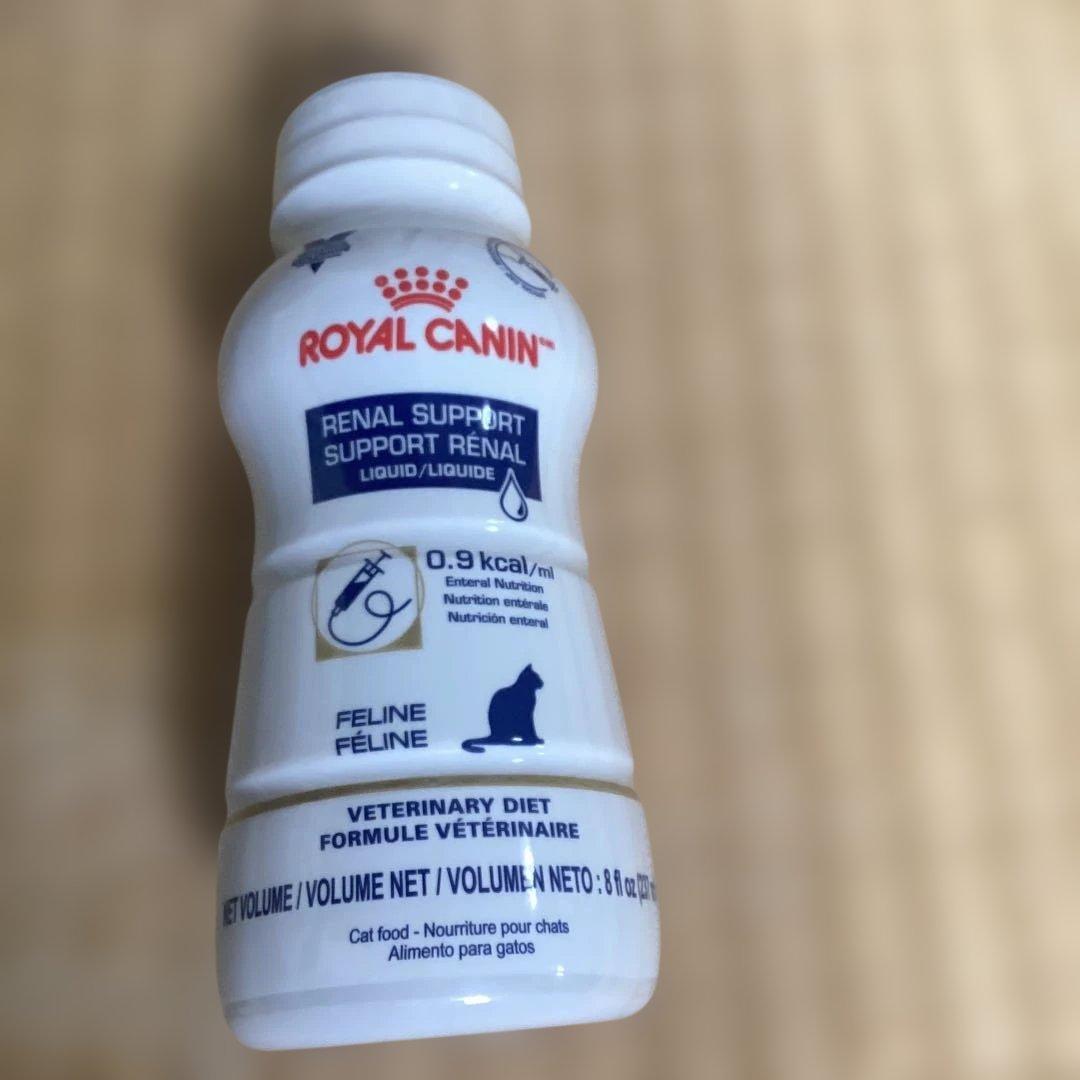 ROYAL CANIN
RENAL SUPPORT
SUPPORT RÉNAL
LIQUID/LIQUIDE
0.9 kcal/ml
Enteral Nutrition
Nutrition entérale
Nutrición enteral
FELINE
FÉLINE
VETERINARY DIET
FORMULE VÉTÉRINAIRE
NET VOLUME / VOLUME NET / VOLUMEN NETO : 8 fl oz (237
Cat food - Nourriture pour chats
Alimento para gatos